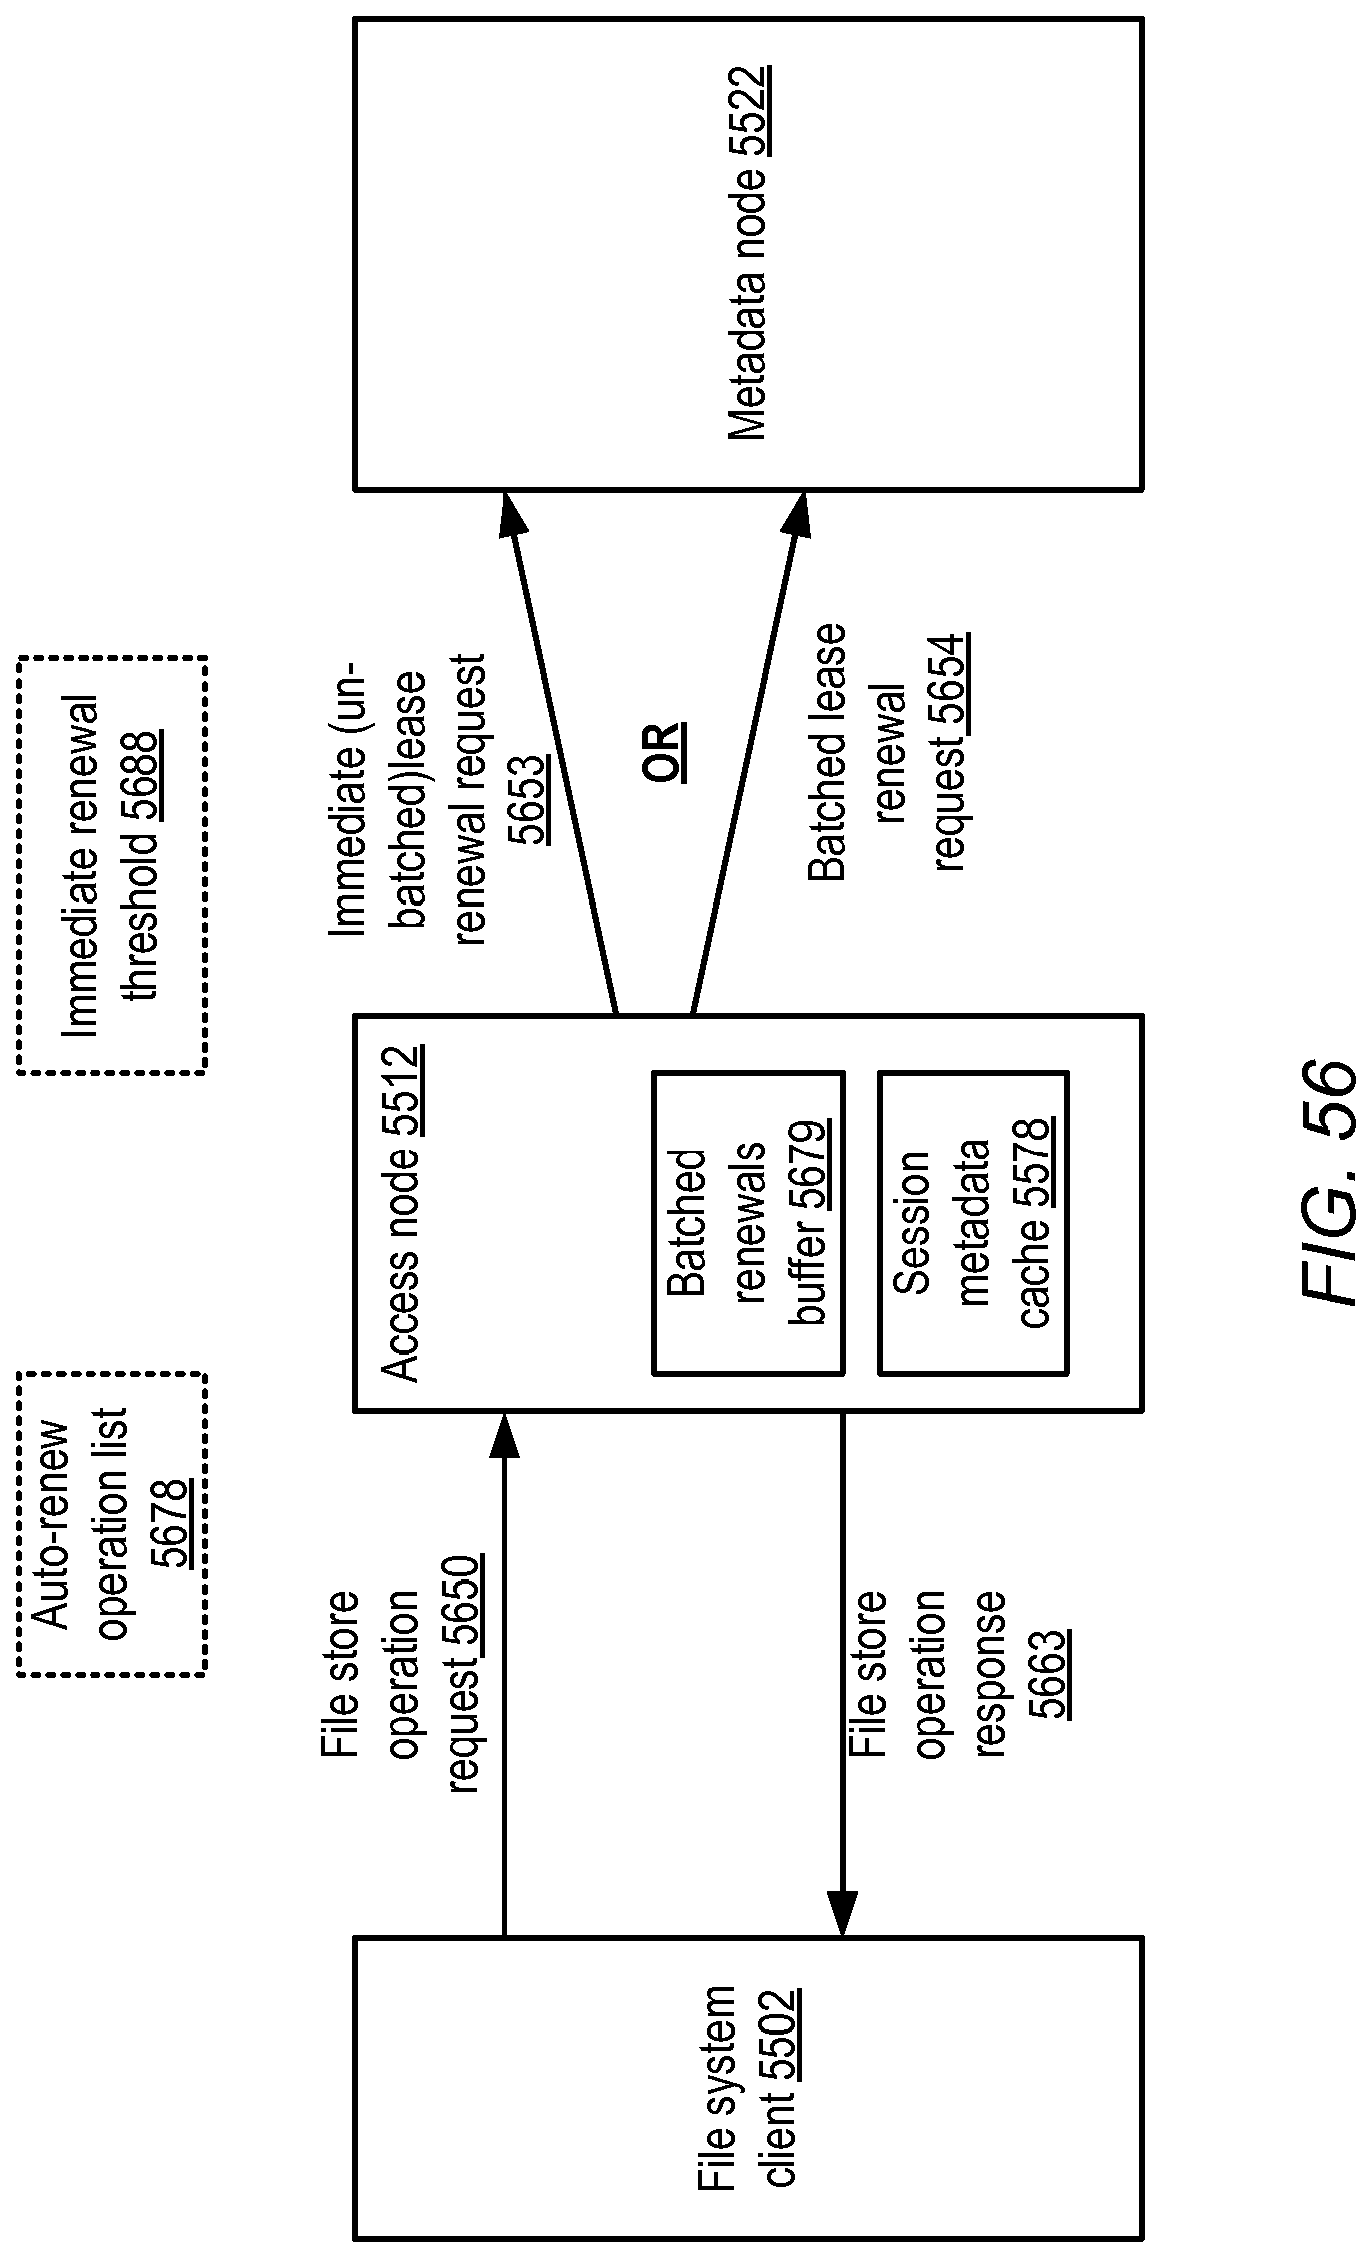 Auto-renew
operation list
5678
Immediate renewal
threshold 5688
File store
operation
request 5650
Access node 5512
Immediate (un-
batched)lease
renewal request
5653
OR
File system
client 5502
Batched
renewals
buffer 5679
Metadata node 5522
Batched lease
renewal
request 5654
File store
operation
response
5663
Session
metadata
cache 5578
FIG. 56